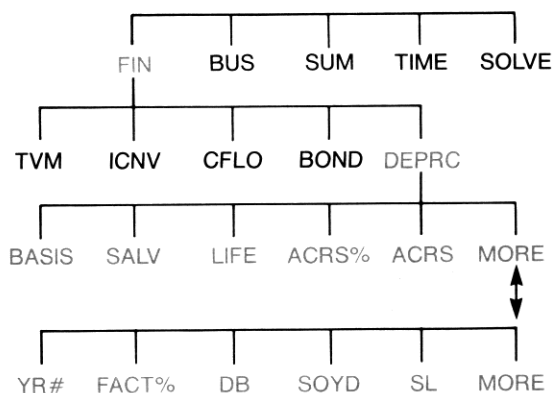 FIN BUS SUM TIME SOLVE
TVM ICNV CFLO BOND DEPRC
BASIS SALV LIFE ACRS% ACRS MORE
YR# FACT% DB SOYD SL MORE